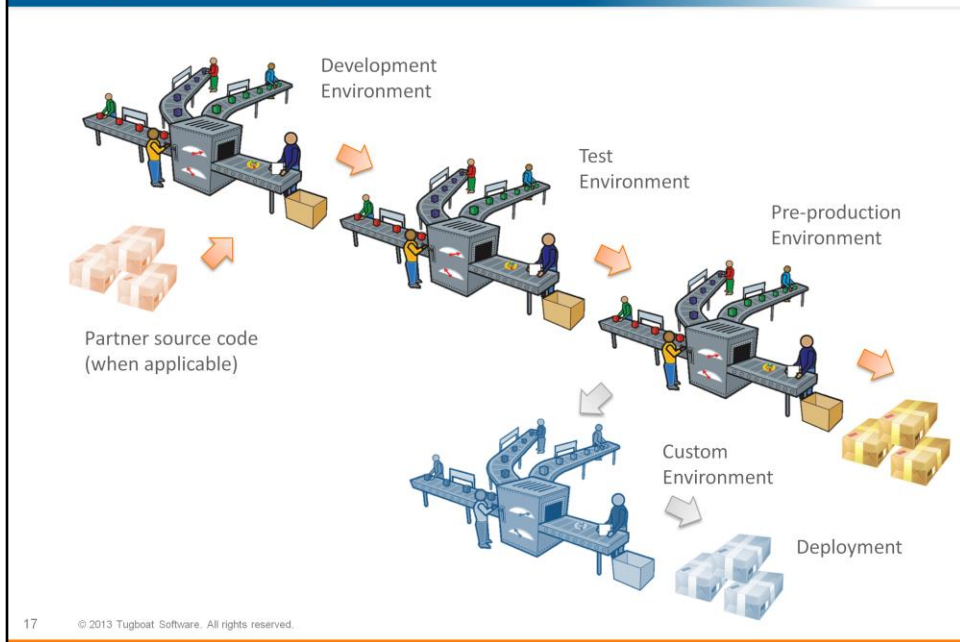 Development
Environment
Test
Environment
Pre-production
Environment
Partner source code
(when applicable)
Custom
Environment
Deployment
17 © 2013 Tugboat Software. All rights reserved.